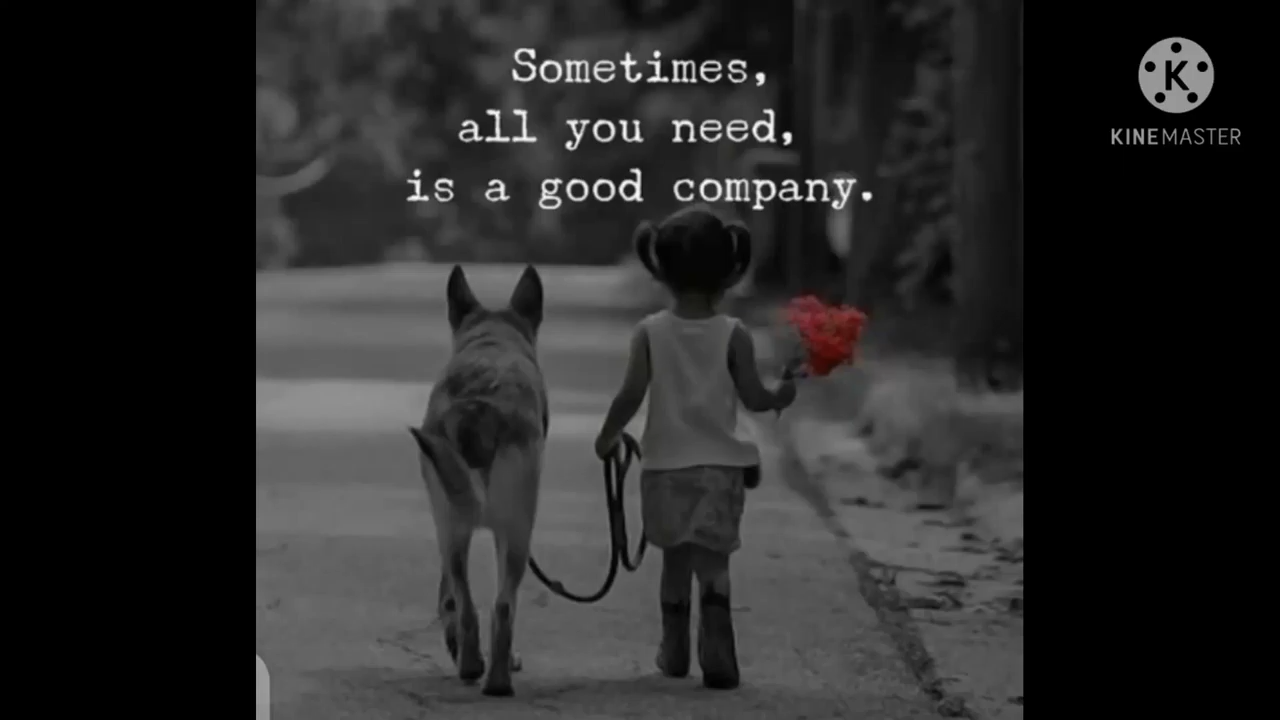 Sometimes,
all you need,
is a good company.
K
KINEMASTER